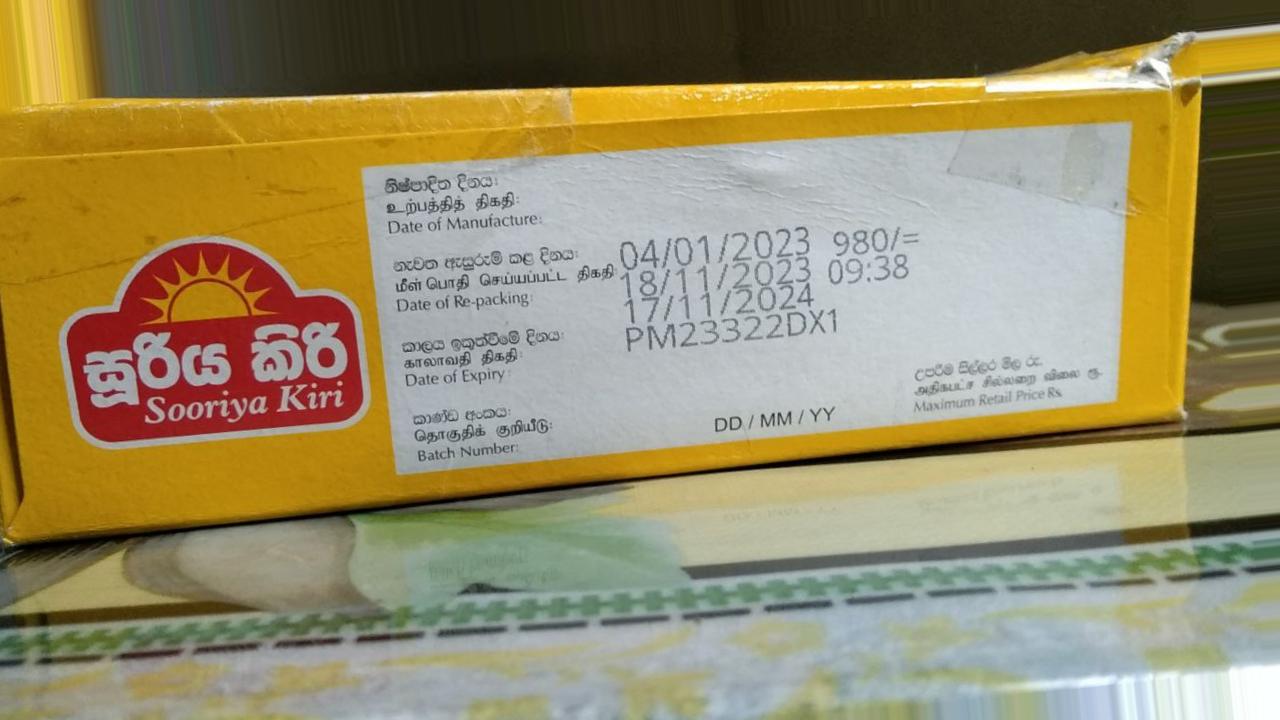 සූරිය කිරි
Sooriya Kiri
නිෂ්පාදිත දිනය:
உற்பத்தித் திகதி:
Date of Manufacture:
නැවත ඇසුරුම් කළ දිනය:
மீள் பொதி செய்யப்பட்ட திகதி:
Date of Re-packing:
කාලය ඉකුත්වීමේ දිනය:
காலாவதி திகதி:
Date of Expiry:
කාණ්ඩ අංකය:
தொகுதிக் குறியீடு:
Batch Number:
04/01/2023 980/=
18/11/2023 09:38
17/11/2024
PM23322DX1
DD / MM / YY
උපරිම සිල්ලර මිල රු.
அதிகபட்ச சில்லறை விலை ரூ.
Maximum Retail Price Rs.